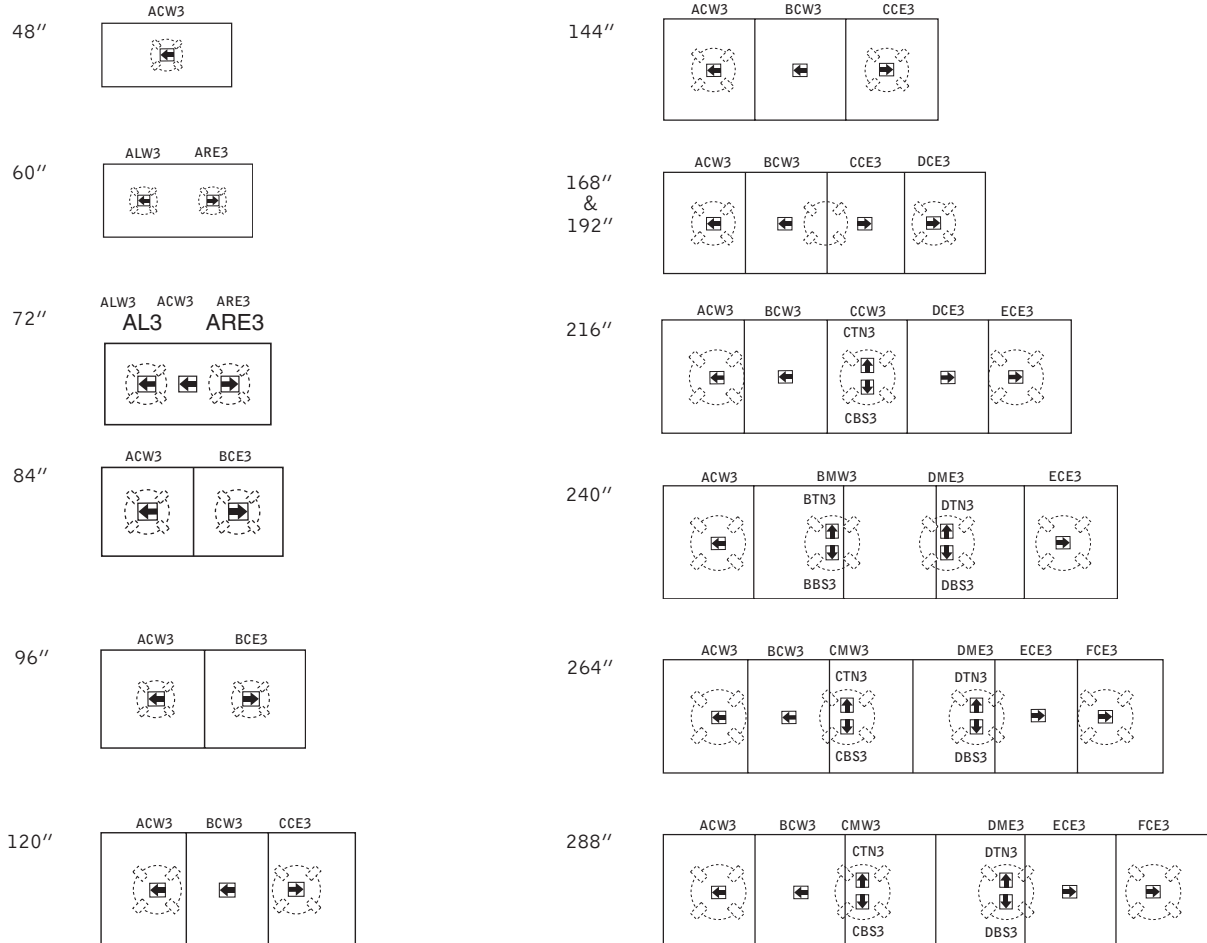 48″
ACW3
60″
ALW3 ARE3
72″
ALW3 ACW3 ARE3
AL3 ARE3
84″
ACW3 BCE3
96″
ACW3 BCE3
120″
ACW3 BCW3 CCE3
144″
ACW3 BCW3 CCE3
168″
&
192″
ACW3 BCW3 CCE3 DCE3
216″
ACW3 BCW3 CCW3 DCE3 ECE3
CTN3
CBS3
240″
ACW3 BMW3 DME3 ECE3
BTN3 DTN3
BBS3 DBS3
264″
ACW3 BCW3 CMW3 DME3 ECE3 FCE3
CTN3 DTN3
CBS3 DBS3
288″
ACW3 BCW3 CMW3 DME3 ECE3 FCE3
CTN3 DTN3
CBS3 DBS3